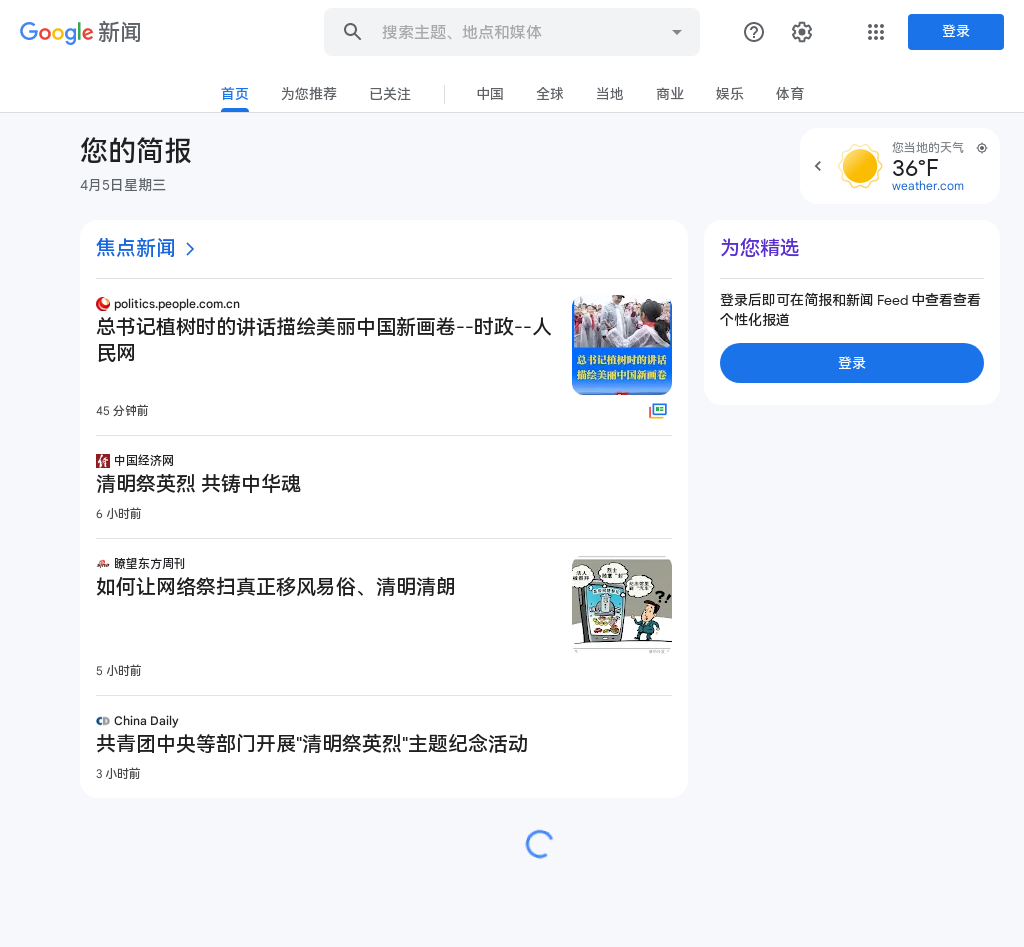 Google 新闻
搜索主题、地点和媒体
登录
首页 为您推荐 已关注 中国 全球 当地 商业 娱乐 体育
您的简报
4月5日星期三
您当地的天气
36°F
weather.com
焦点新闻
politics.people.com.cn
总书记植树时的讲话描绘美丽中国新画卷--时政--人
民网
总书记植树时的讲话
描绘美丽中国新画卷
45 分钟前
中国经济网
清明祭英烈 共铸中华魂
6 小时前
瞭望东方周刊
如何让网络祭扫真正移风易俗、清明清朗
5 小时前
China Daily
共青团中央等部门开展"清明祭英烈"主题纪念活动
3 小时前
为您精选
登录后即可在简报和新闻 Feed 中查看查看
个性化报道
登录